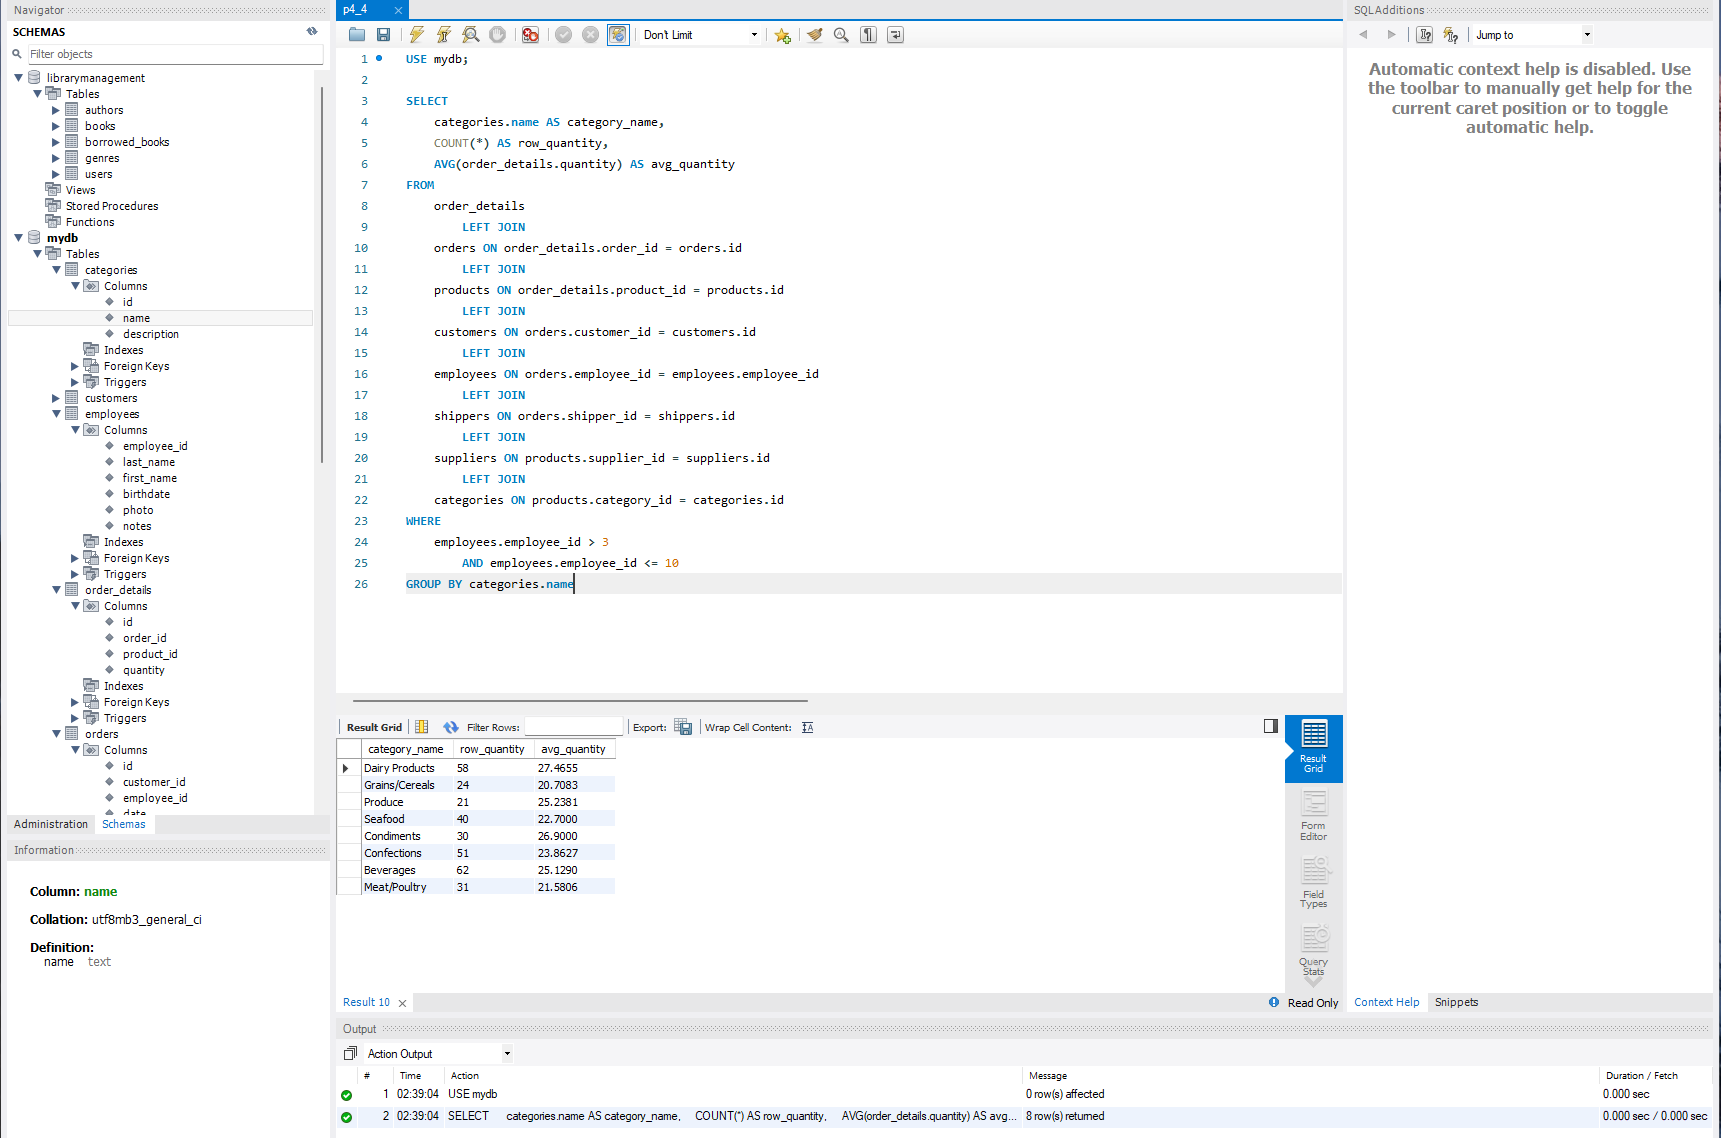 Navigator
SCHEMAS
Filter objects
librarymanagement
Tables
authors
books
borrowed_books
genres
users
Views
Stored Procedures
Functions
mydb
Tables
categories
Columns
id
name
description
Indexes
Foreign Keys
Triggers
customers
employees
Columns
employee_id
last_name
first_name
birthdate
photo
notes
Indexes
Foreign Keys
Triggers
order_details
Columns
id
order_id
product_id
quantity
Indexes
Foreign Keys
Triggers
orders
Columns
id
customer_id
employee_id
date
Administration Schemas
Information
Column: name
Collation: utf8mb3_general_ci
Definition:
name text
p4_4
Don't Limit
1 USE mydb;
2
3 SELECT
4 categories.name AS category_name,
5 COUNT(*) AS row_quantity,
6 AVG(order_details.quantity) AS avg_quantity
7 FROM
8 order_details
9 LEFT JOIN
10 orders ON order_details.order_id = orders.id
11 LEFT JOIN
12 products ON order_details.product_id = products.id
13 LEFT JOIN
14 customers ON orders.customer_id = customers.id
15 LEFT JOIN
16 employees ON orders.employee_id = employees.employee_id
17 LEFT JOIN
18 shippers ON orders.shipper_id = shippers.id
19 LEFT JOIN
20 suppliers ON products.supplier_id = suppliers.id
21 LEFT JOIN
22 categories ON products.category_id = categories.id
23 WHERE
24 employees.employee_id > 3
25 AND employees.employee_id <= 10
26 GROUP BY categories.name
Result Grid Filter Rows: Export: Wrap Cell Content:
category_name row_quantity avg_quantity
Dairy Products 58 27.4655
Grains/Cereals 24 20.7083
Produce 21 25.2381
Seafood 40 22.7000
Condiments 30 26.9000
Confections 51 23.8627
Beverages 62 25.1290
Meat/Poultry 31 21.5806
Result
Grid
Form
Editor
Field
Types
Query
Stats
Result 10
Read Only
SQLAdditions
Jump to
Automatic context help is disabled. Use
the toolbar to manually get help for the
current caret position or to toggle
automatic help.
Context Help Snippets
Output
Action Output
# Time Action Message Duration / Fetch
1 02:39:04 USE mydb 0 row(s) affected 0.000 sec
2 02:39:04 SELECT categories.name AS category_name, COUNT(*) AS row_quantity, AVG(order_details.quantity) AS avg... 8 row(s) returned 0.000 sec / 0.000 sec